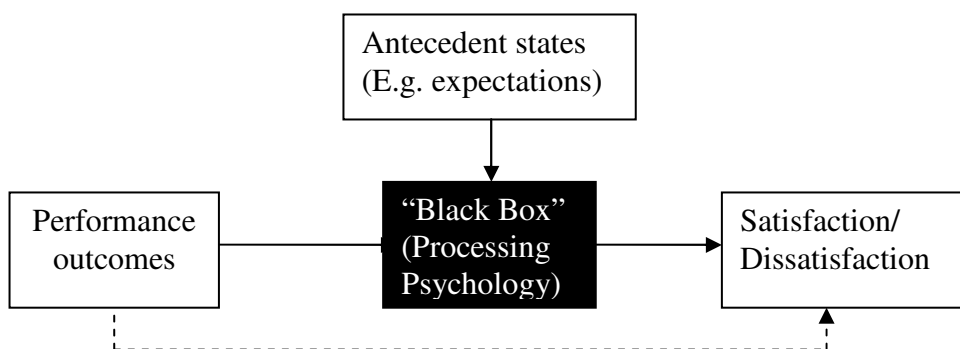 Antecedent states
(E.g. expectations)
Performance
outcomes
“Black Box”
(Processing
Psychology)
Satisfaction/
Dissatisfaction